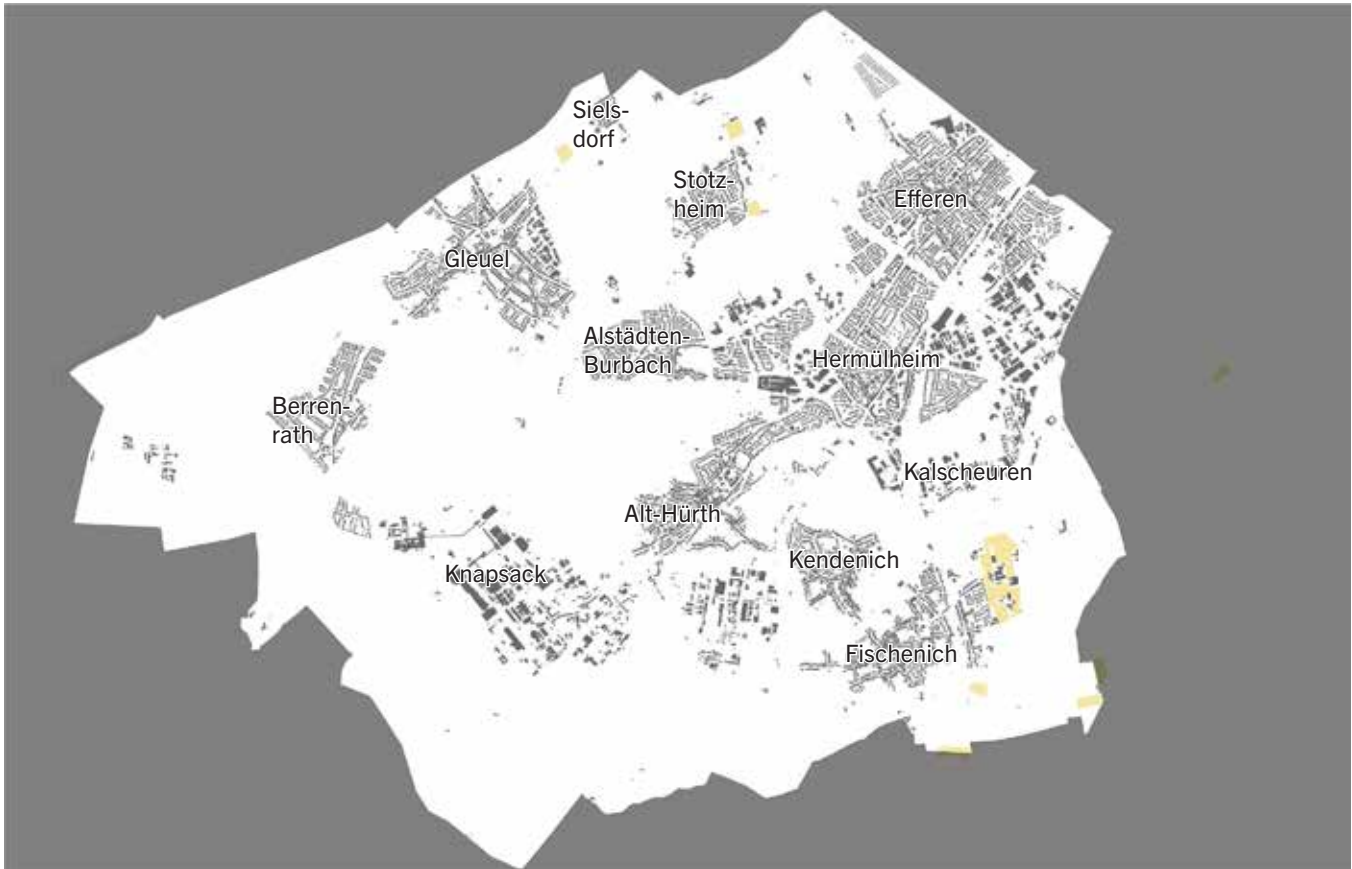 Siels-
dorf
Stotz-
heim
Efferen
Gleuel
Alstädten-
Burbach
Hermülheim
Berren-
rath
Kalscheuren
Alt-Hürth
Kendenich
Knapsack
Fischenich